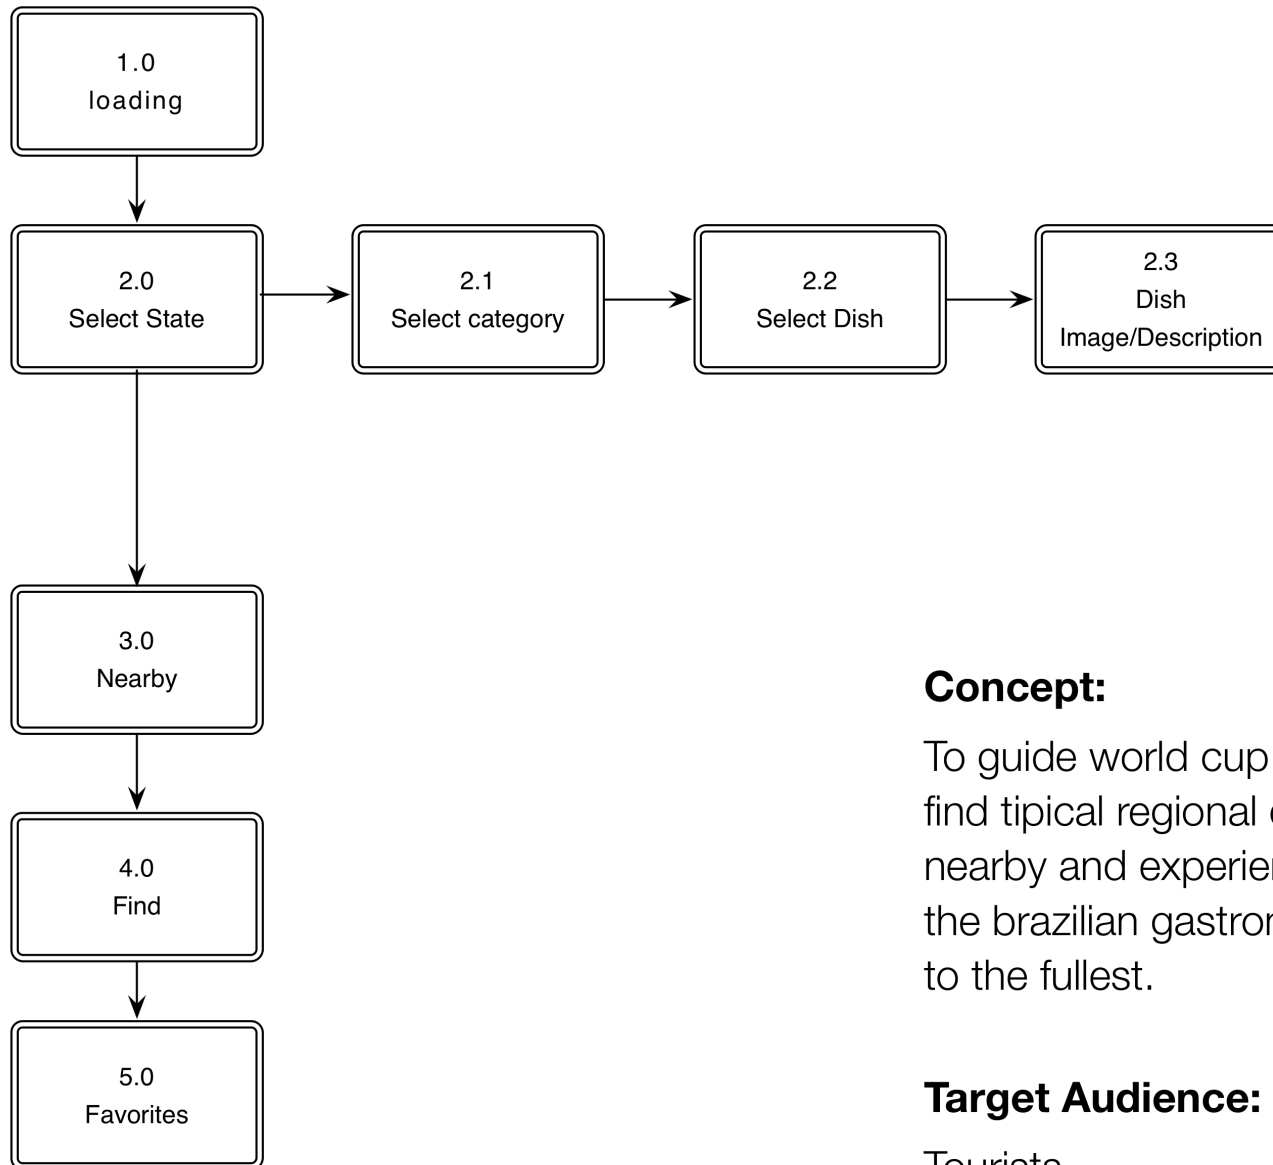 1.0
loading
2.0
Select State
2.1
Select category
2.2
Select Dish
2.3
Dish
Image/Description
3.0
Nearby
4.0
Find
5.0
Favorites
Concept:
To guide world cup
find tipical regional
nearby and
the brazilian
to the fullest.
Target Audience:
Tourists